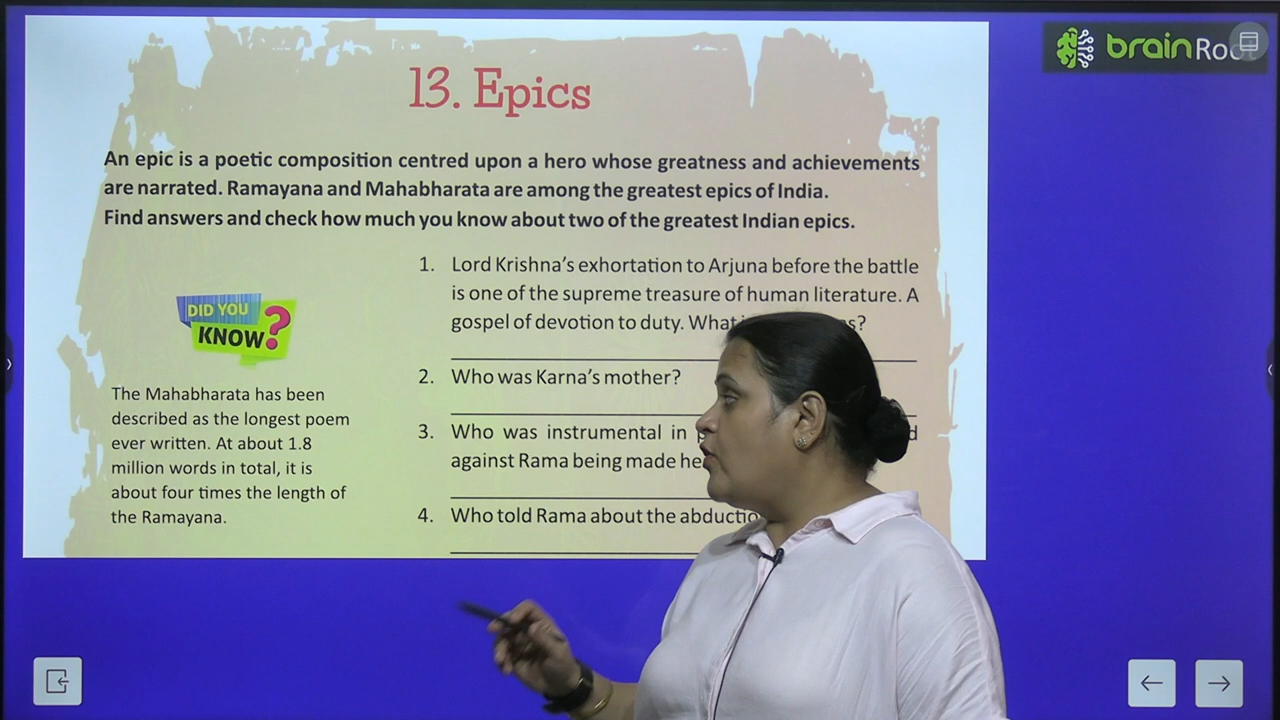 brainRoot
13. Epics
An epic is a poetic composition centred upon a hero whose greatness and achievements
are narrated. Ramayana and Mahabharata are among the greatest epics of India.
Find answers and check how much you know about two of the greatest Indian epics.
1. Lord Krishna's exhortation to Arjuna before the battle
is one of the supreme treasure of human literature. A
gospel of devotion to duty. What
2. Who was Karna's mother?
3. Who was instrumental in
against Rama being made
4. Who told Rama about the
DID YOU
KNOW?
The Mahabharata has been
described as the longest poem
ever written. At about 1.8
million words in total, it is
about four times the length of
the Ramayana.